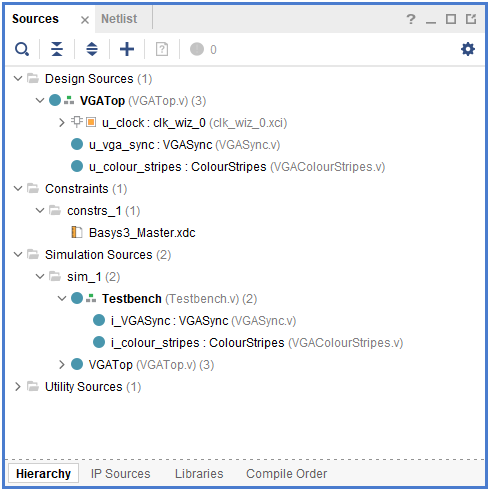 Sources × Netlist ? _
0
Design Sources (1)
VGATop (VGATop.v) (3)
u_clock : clk_wiz_0 (clk_wiz_0.xci)
u_vga_sync : VGASync (VGASync.v)
u_colour_stripes : ColourStripes (VGAColourStripes.v)
Constraints (1)
constrs_1 (1)
Basys3_Master.xdc
Simulation Sources (2)
sim_1 (2)
Testbench (Testbench.v) (2)
i_VGASync : VGASync (VGASync.v)
i_colour_stripes : ColourStripes (VGAColourStripes.v)
VGATop (VGATop.v) (3)
Utility Sources (1)
Hierarchy IP Sources Libraries Compile Order